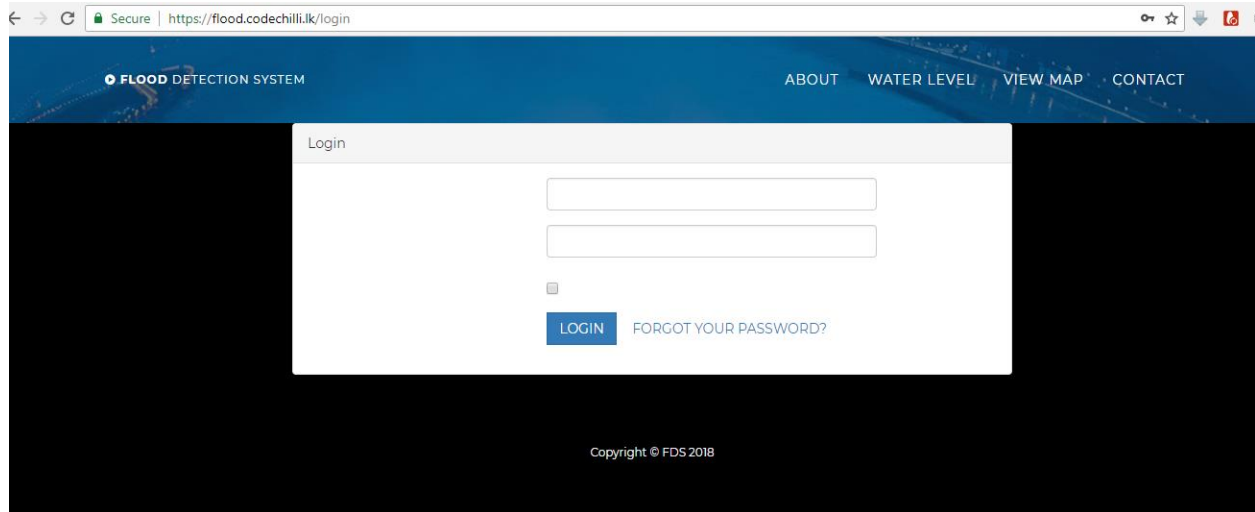 Secure | https://flood.codechilli.lk/login
FLOOD DETECTION SYSTEM
ABOUT WATER LEVEL VIEW MAP CONTACT
Login
LOGIN FORGOT YOUR PASSWORD?
Copyright © FDS 2018